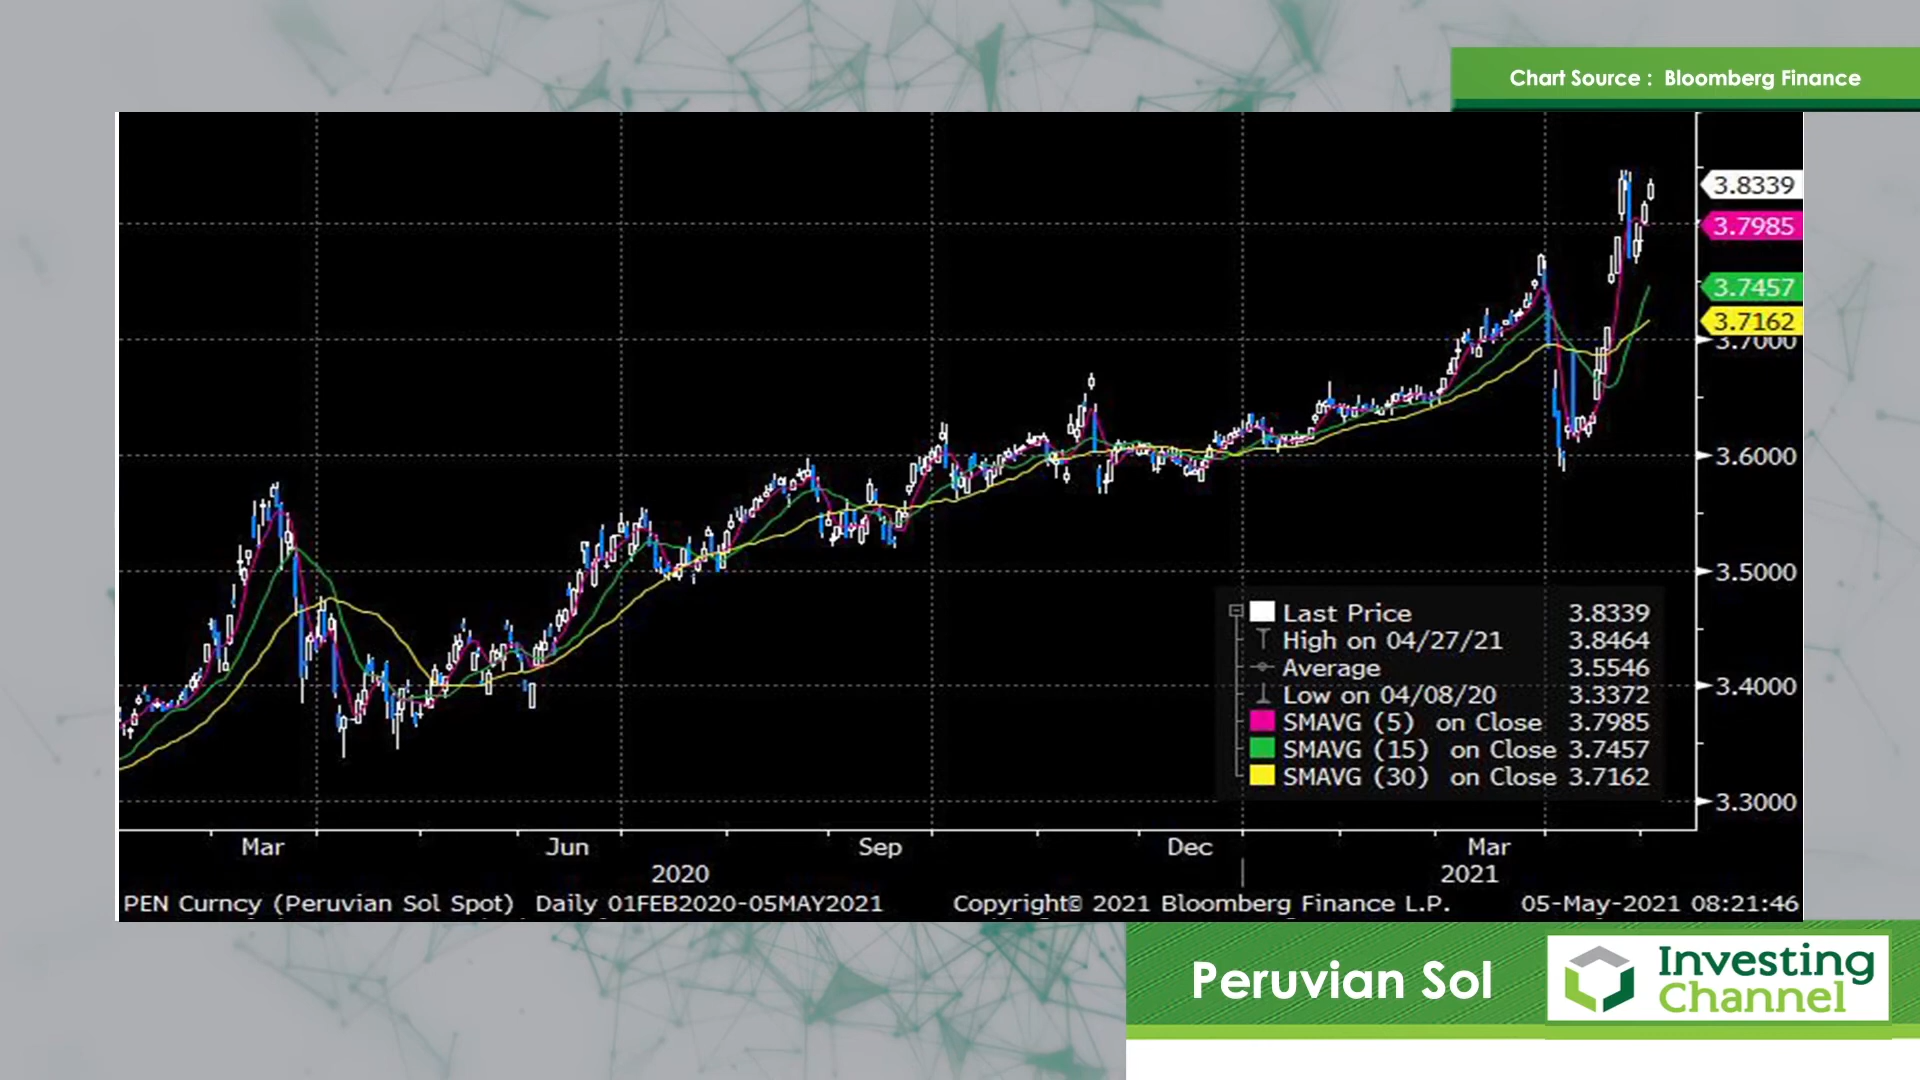 Chart Source : Bloomberg Finance
3.8339
3.7985
3.7457
3.7162
3.7000
3.6000
3.5000
3.4000
3.3000
Last Price 3.8339
High on 04/27/21 3.8464
Average 3.5546
Low on 04/08/20 3.3372
SMAVG (5) on Close 3.7985
SMAVG (15) on Close 3.7457
SMAVG (30) on Close 3.7162
Mar Jun Sep Dec Mar
2020 2021
PEN Curncy (Peruvian Sol Spot) Daily 01FEB2020-05MAY2021 Copyright© 2021 Bloomberg Finance L.P. 05-May-2021 08:21:46
Peruvian Sol
Investing
Channel